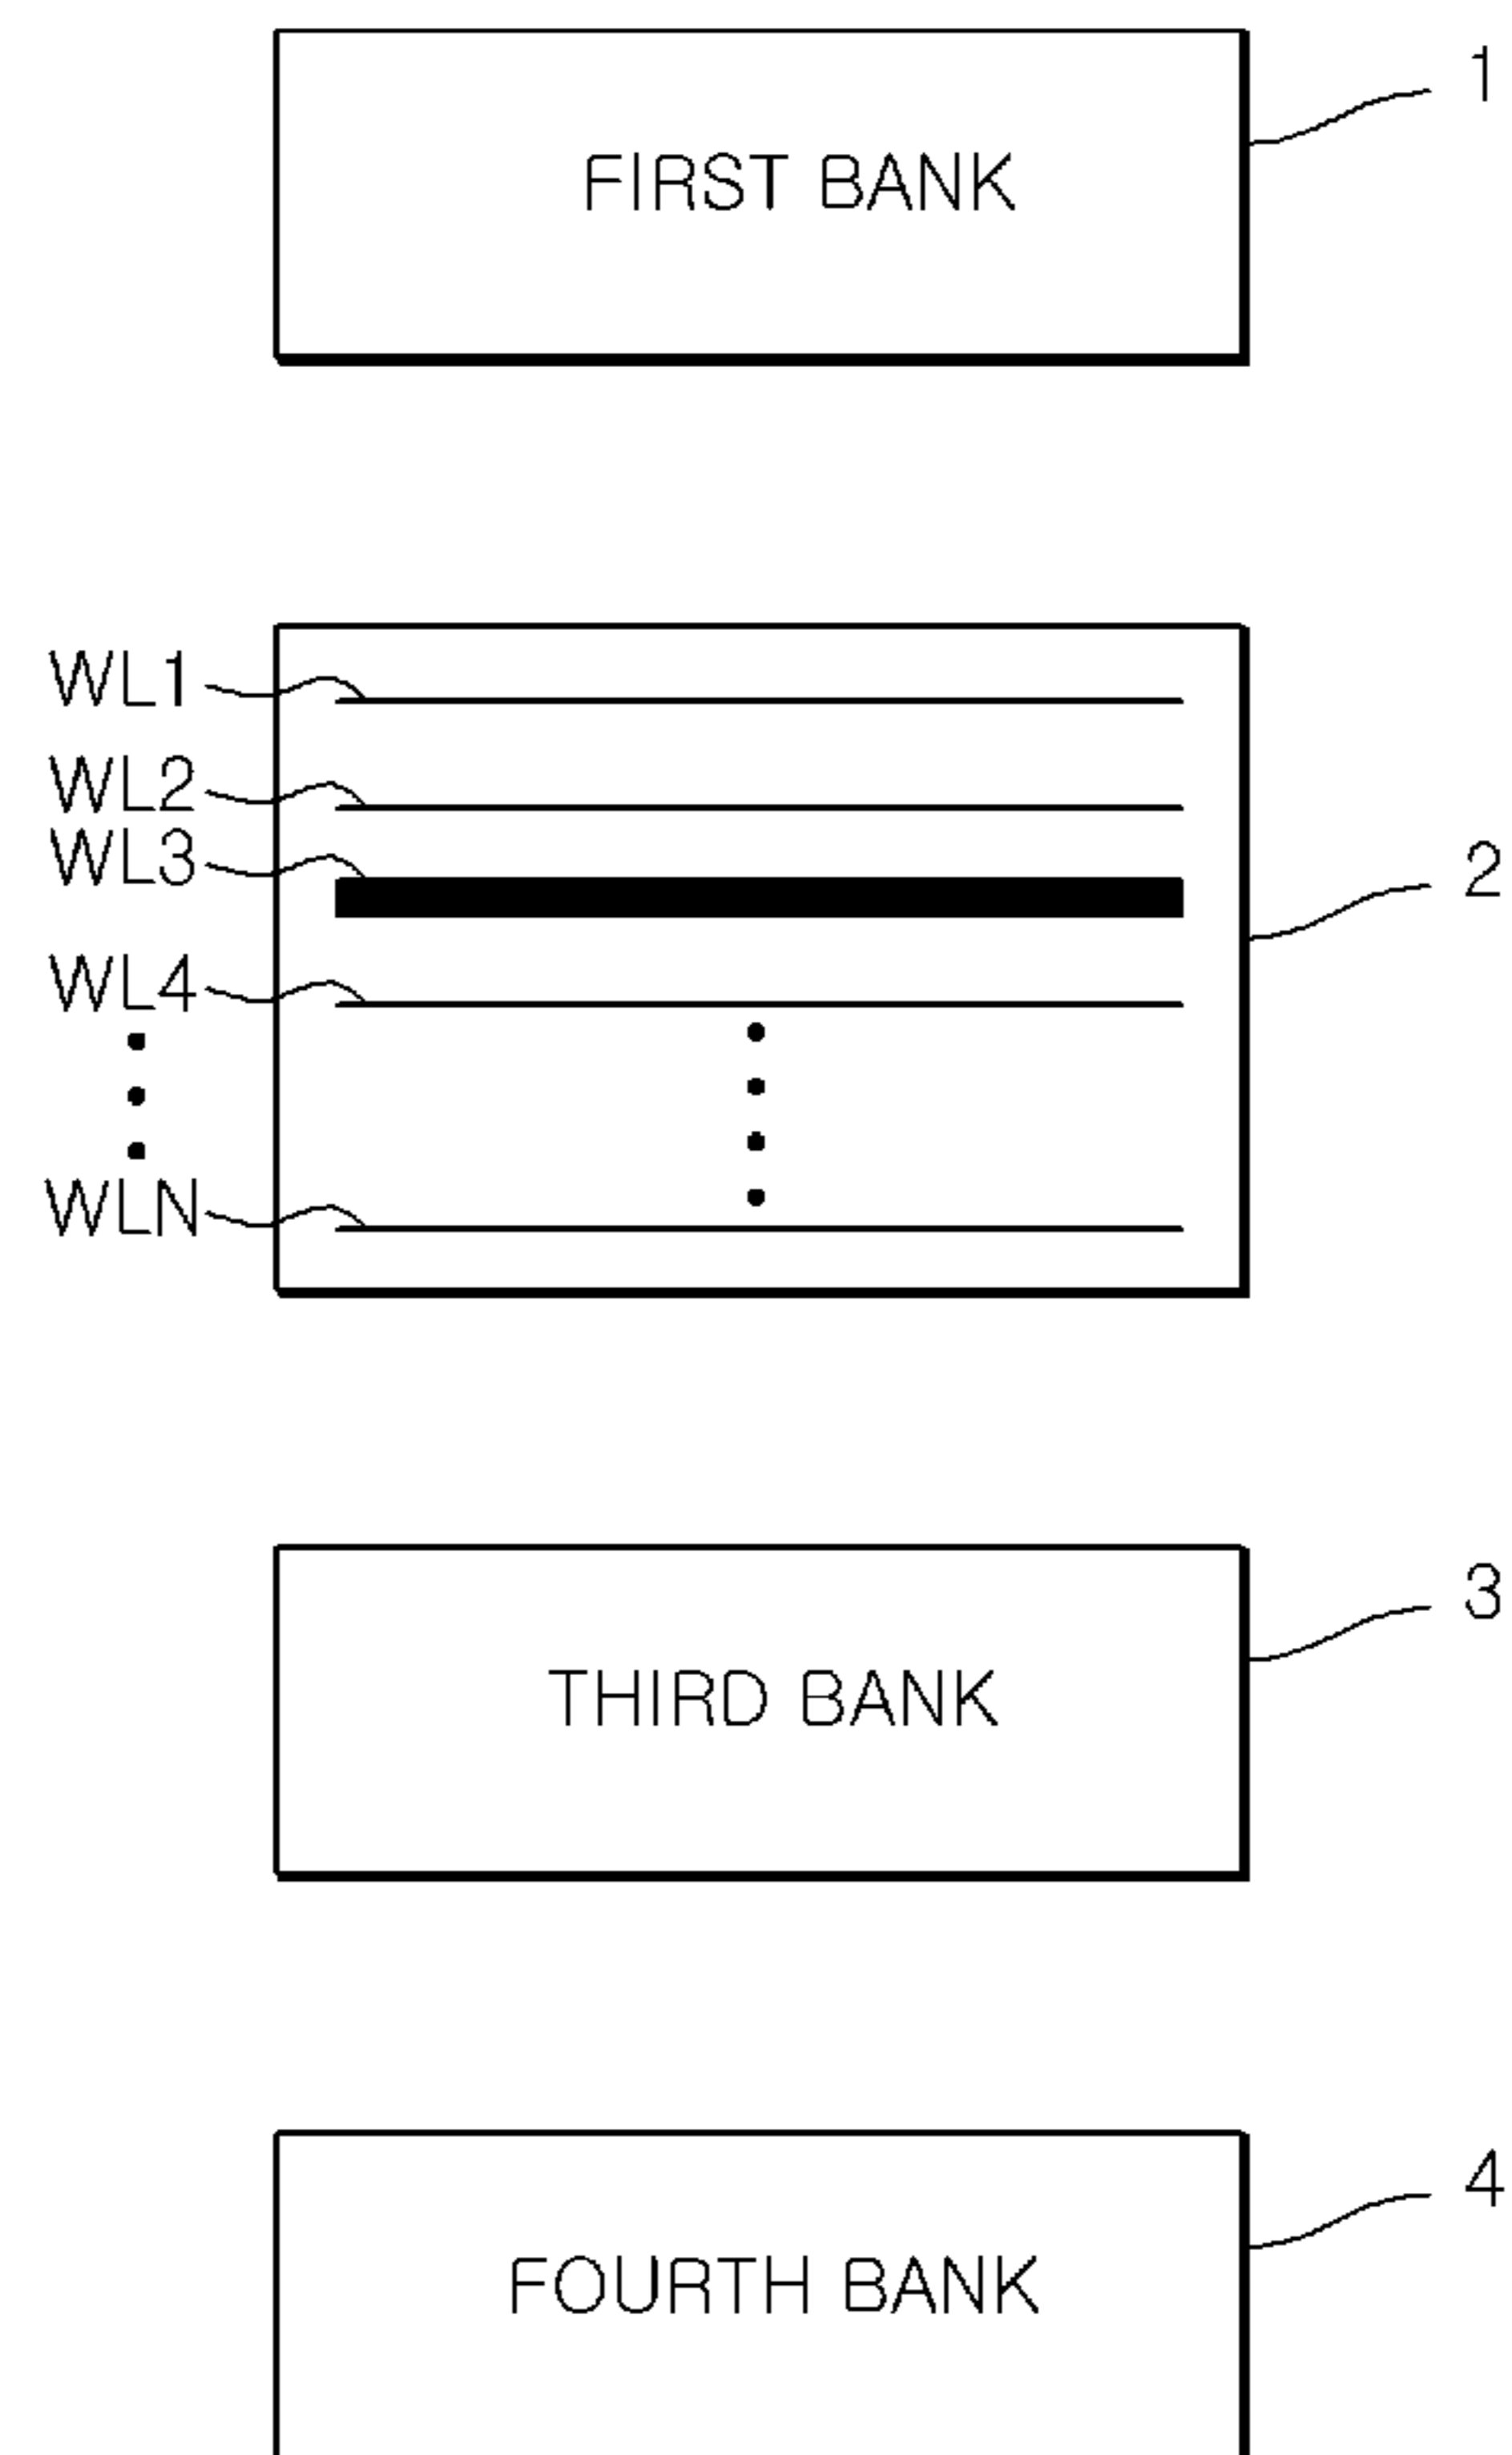 1
FIRST BANK
WL1
WL2
WL3
2
WL4
WLN
3
THIRD BANK
4
FOURTH BANK